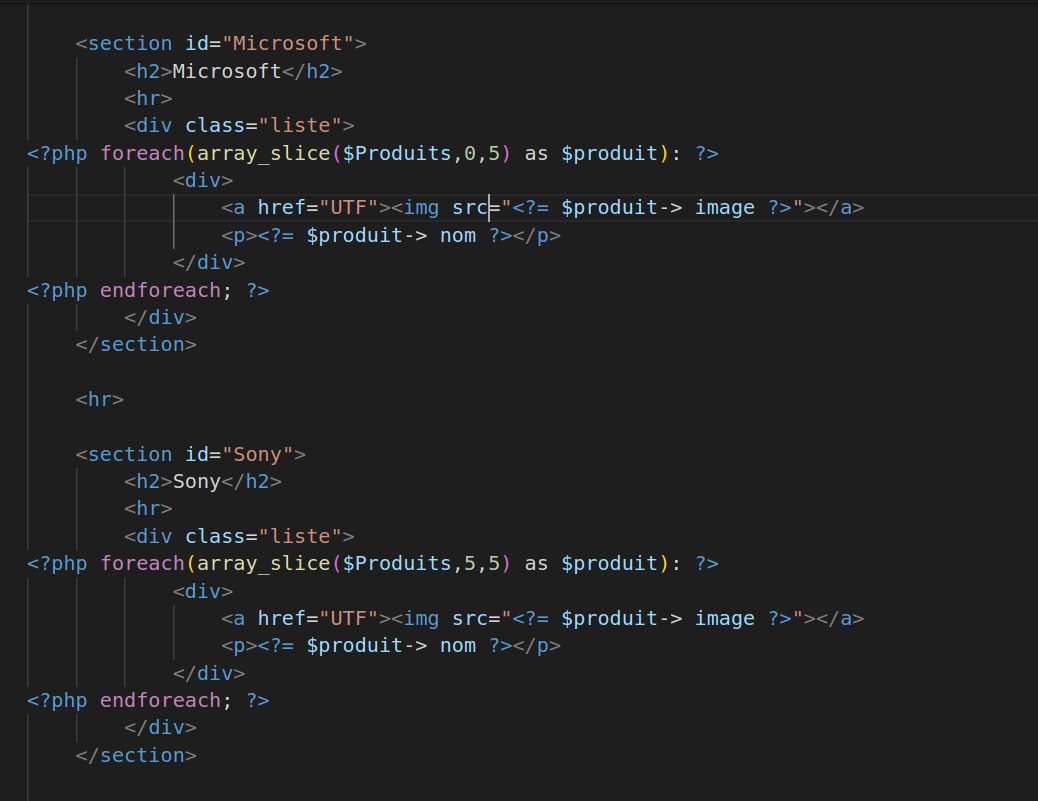 <section id="Microsoft">
<h2>Microsoft</h2>
<hr>
<div class="liste">
<?php foreach(array_slice($Produits,0,5) as $produit): ?>
<div>
<a href="UTF"><img src="<?= $produit-> image ?>"></a>
<p><?= $produit-> nom ?></p>
</div>
<?php endforeach; ?>
</div>
</section>
<hr>
<section id="Sony">
<h2>Sony</h2>
<hr>
<div class="liste">
<?php foreach(array_slice($Produits,5,5) as $produit): ?>
<div>
<a href="UTF"><img src="<?= $produit-> image ?>"></a>
<p><?= $produit-> nom ?></p>
</div>
<?php endforeach; ?>
</div>
</section>